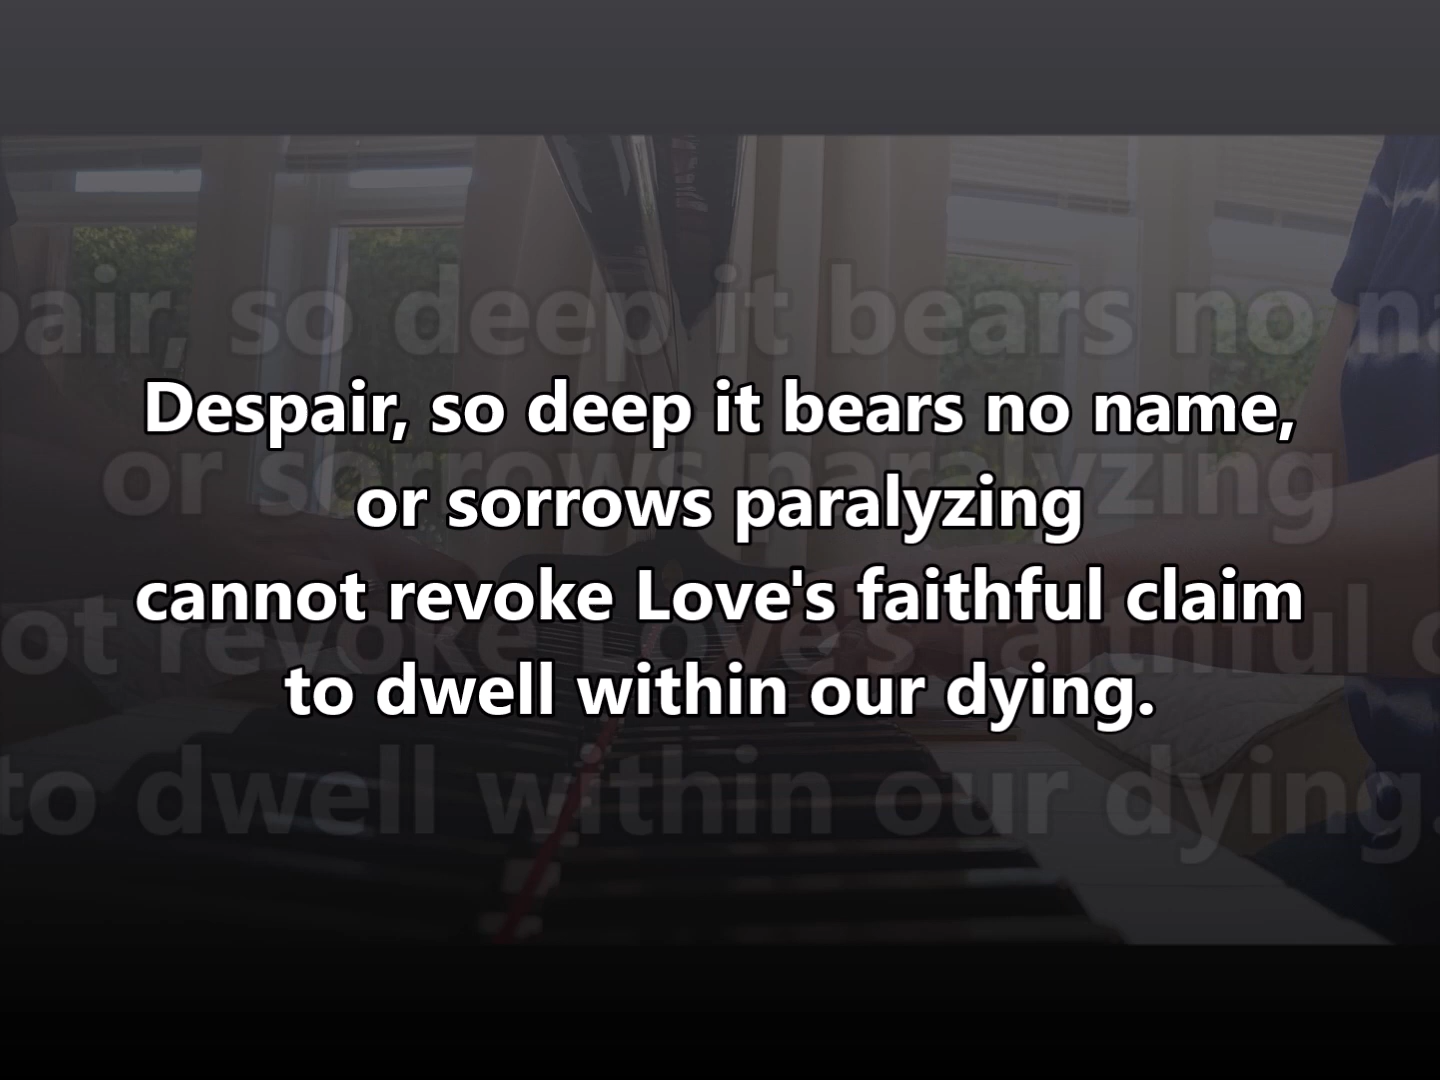 Despair, so deep it bears no name,
or sorrows paralyzing
cannot revoke Love's faithful claim
to dwell within our dying.